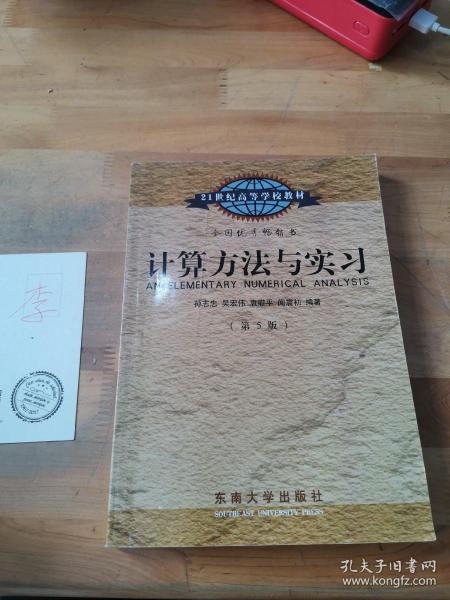 21世纪高等学校教材
全国优秀畅销书
计算方法与实习
AN ELEMENTARY NUMERICAL ANALYSIS
孙志忠 吴宏伟 袁慰平 闻震初 编著
（第5版）
东南大学出版社
SOUTHEAST UNIVERSITY PRESS
李
孔夫子旧书网
www.kongfz.com